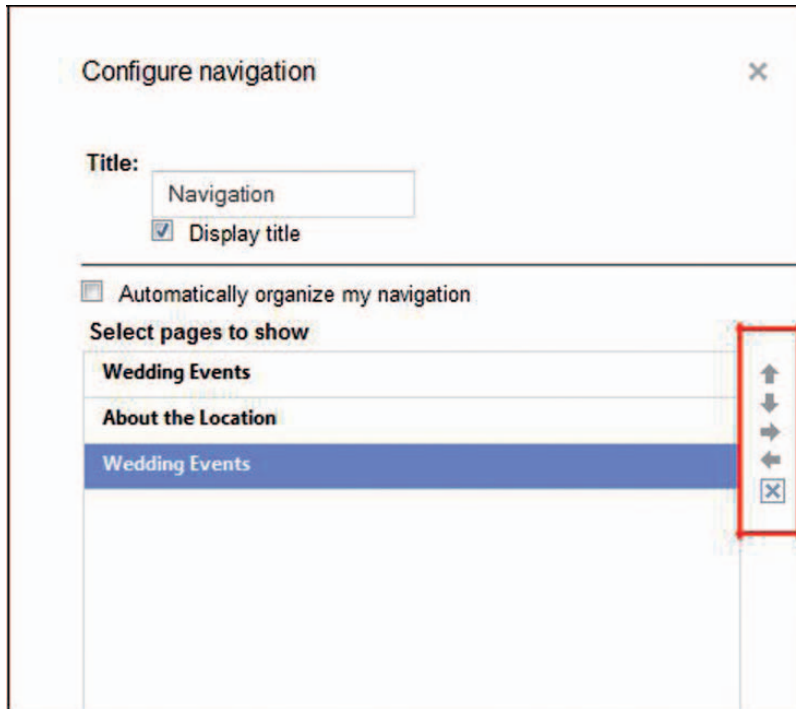 Configure navigation
Title:
Navigation
Display title
Automatically organize my navigation
Select pages to show
Wedding Events
About the Location
Wedding Events